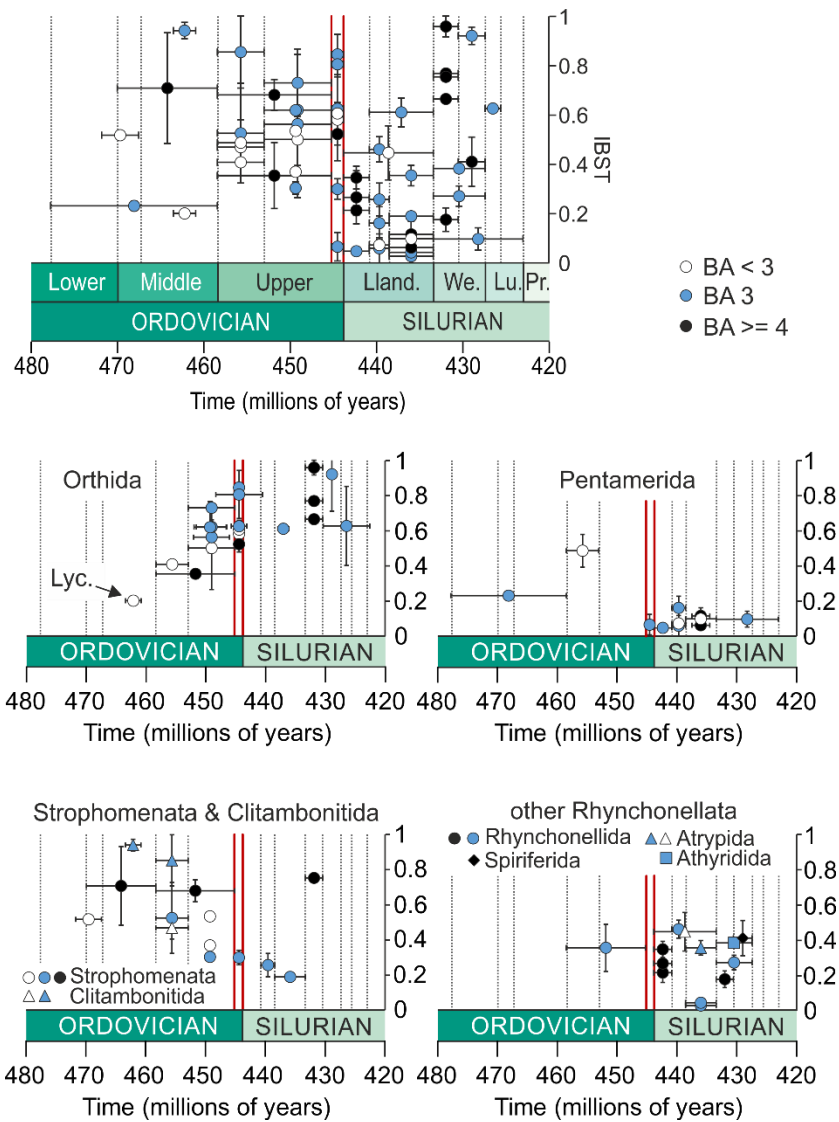 1
0.8
0.6
0.4
0.2
0
IBST
Lower Middle Upper Lland. We. Lu. Pr.
ORDOVICIAN SILURIAN
480 470 460 450 440 430 420
Time (millions of years)
BA < 3
BA 3
BA >= 4
Orthida
Lyc.
1
0.8
0.6
0.4
0.2
0
ORDOVICIAN SILURIAN
480 470 460 450 440 430 420
Time (millions of years)
Pentamerida
1
0.8
0.6
0.4
0.2
0
ORDOVICIAN SILURIAN
480 470 460 450 440 430 420
Time (millions of years)
Strophomenata & Clitambonitida
1
0.8
0.6
0.4
0.2
0
Strophomenata
Clitambonitida
ORDOVICIAN SILURIAN
480 470 460 450 440 430 420
Time (millions of years)
other Rhynchonellata
Rhynchonellida Atrypida
Spiriferida Athyridida
1
0.8
0.6
0.4
0.2
0
ORDOVICIAN SILURIAN
480 470 460 450 440 430 420
Time (millions of years)